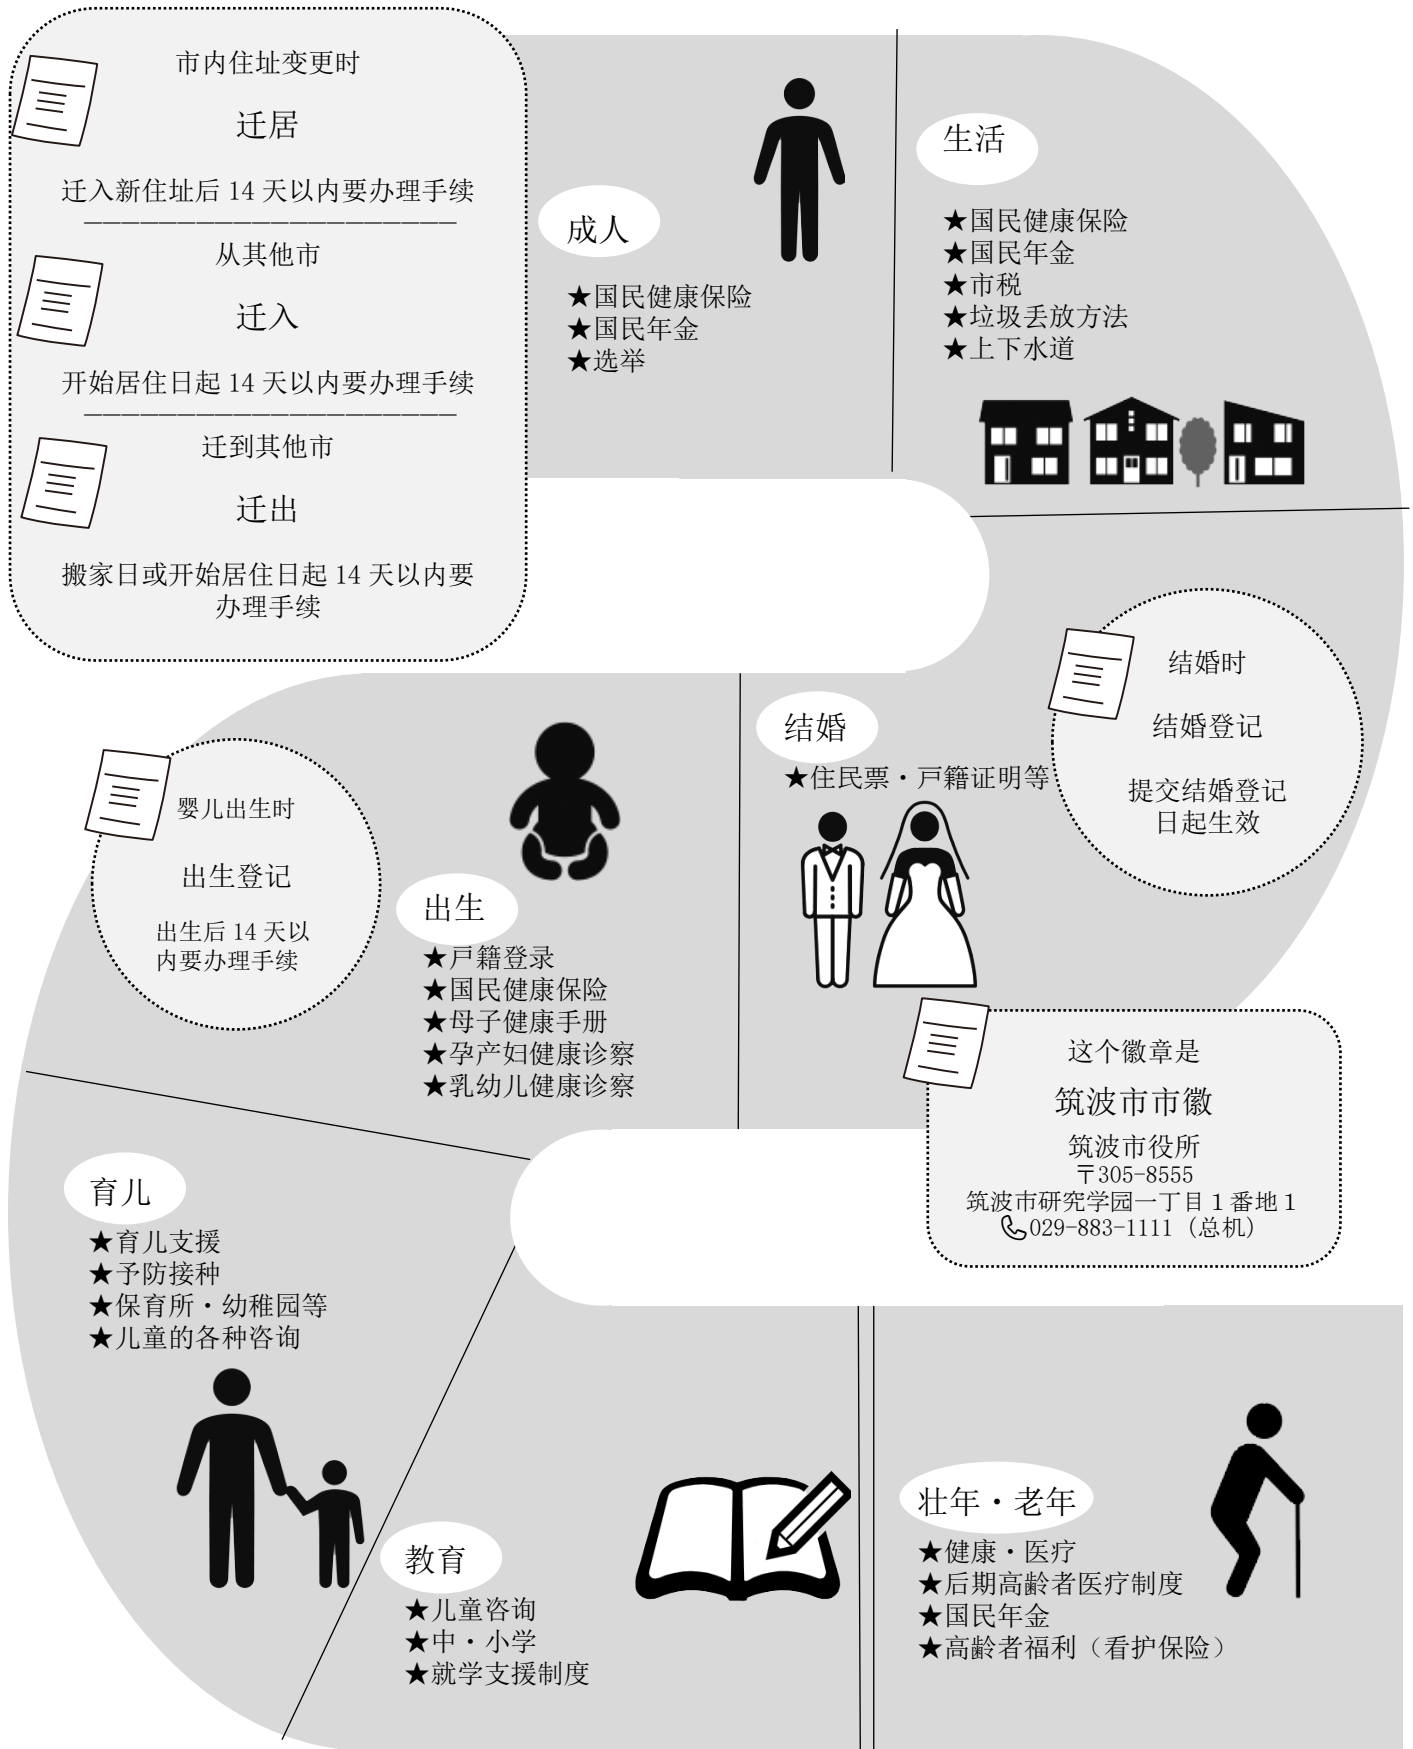 市内住址变更时
迁居
迁入新住址后 14 天以内要办理手续
从其他市
迁入
开始居住日起 14 天以内要办理手续
迁到其他市
迁出
搬家日或开始居住日起 14 天以内要
办理手续
成人
★国民健康保险
★国民年金
★选举
生活
★国民健康保险
★国民年金
★市税
★垃圾丢放方法
★上下水道
结婚时
结婚登记
提交结婚登记
日起生效
结婚
★住民票・戸籍证明等
婴儿出生时
出生登记
出生后 14 天以
内要办理手续
出生
★戸籍登录
★国民健康保险
★母子健康手册
★孕产妇健康诊察
★乳幼儿健康诊察
这个徽章是
筑波市市徽
筑波市役所
〒305-8555
筑波市研究学园一丁目１番地１
029-883-1111（总机）
育儿
★育儿支援
★予防接种
★保育所・幼稚园等
★儿童的各种咨询
教育
★儿童咨询
★中・小学
★就学支援制度
壮年・老年
★健康・医疗
★后期高龄者医疗制度
★国民年金
★高龄者福利（看护保险）